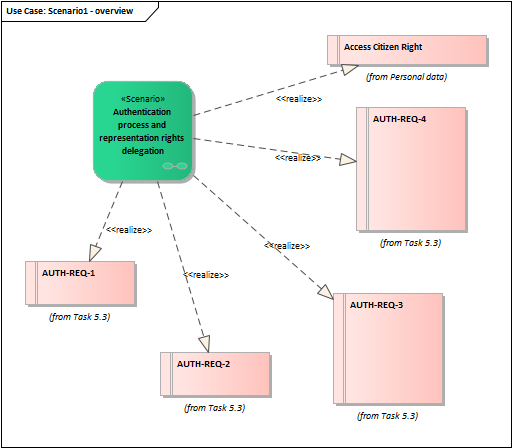 Use Case: Scenario1 - overview
Access Citizen Right
(from Personal data)
«Scenario»
Authentication
process and
representation rights
delegation
<<realize>>
AUTH-REQ-4
<<realize>>
(from Task 5.3)
<<realize>>
<<realize>>
AUTH-REQ-1
<<realize>>
(from Task 5.3)
AUTH-REQ-3
AUTH-REQ-2
(from Task 5.3)
(from Task 5.3)